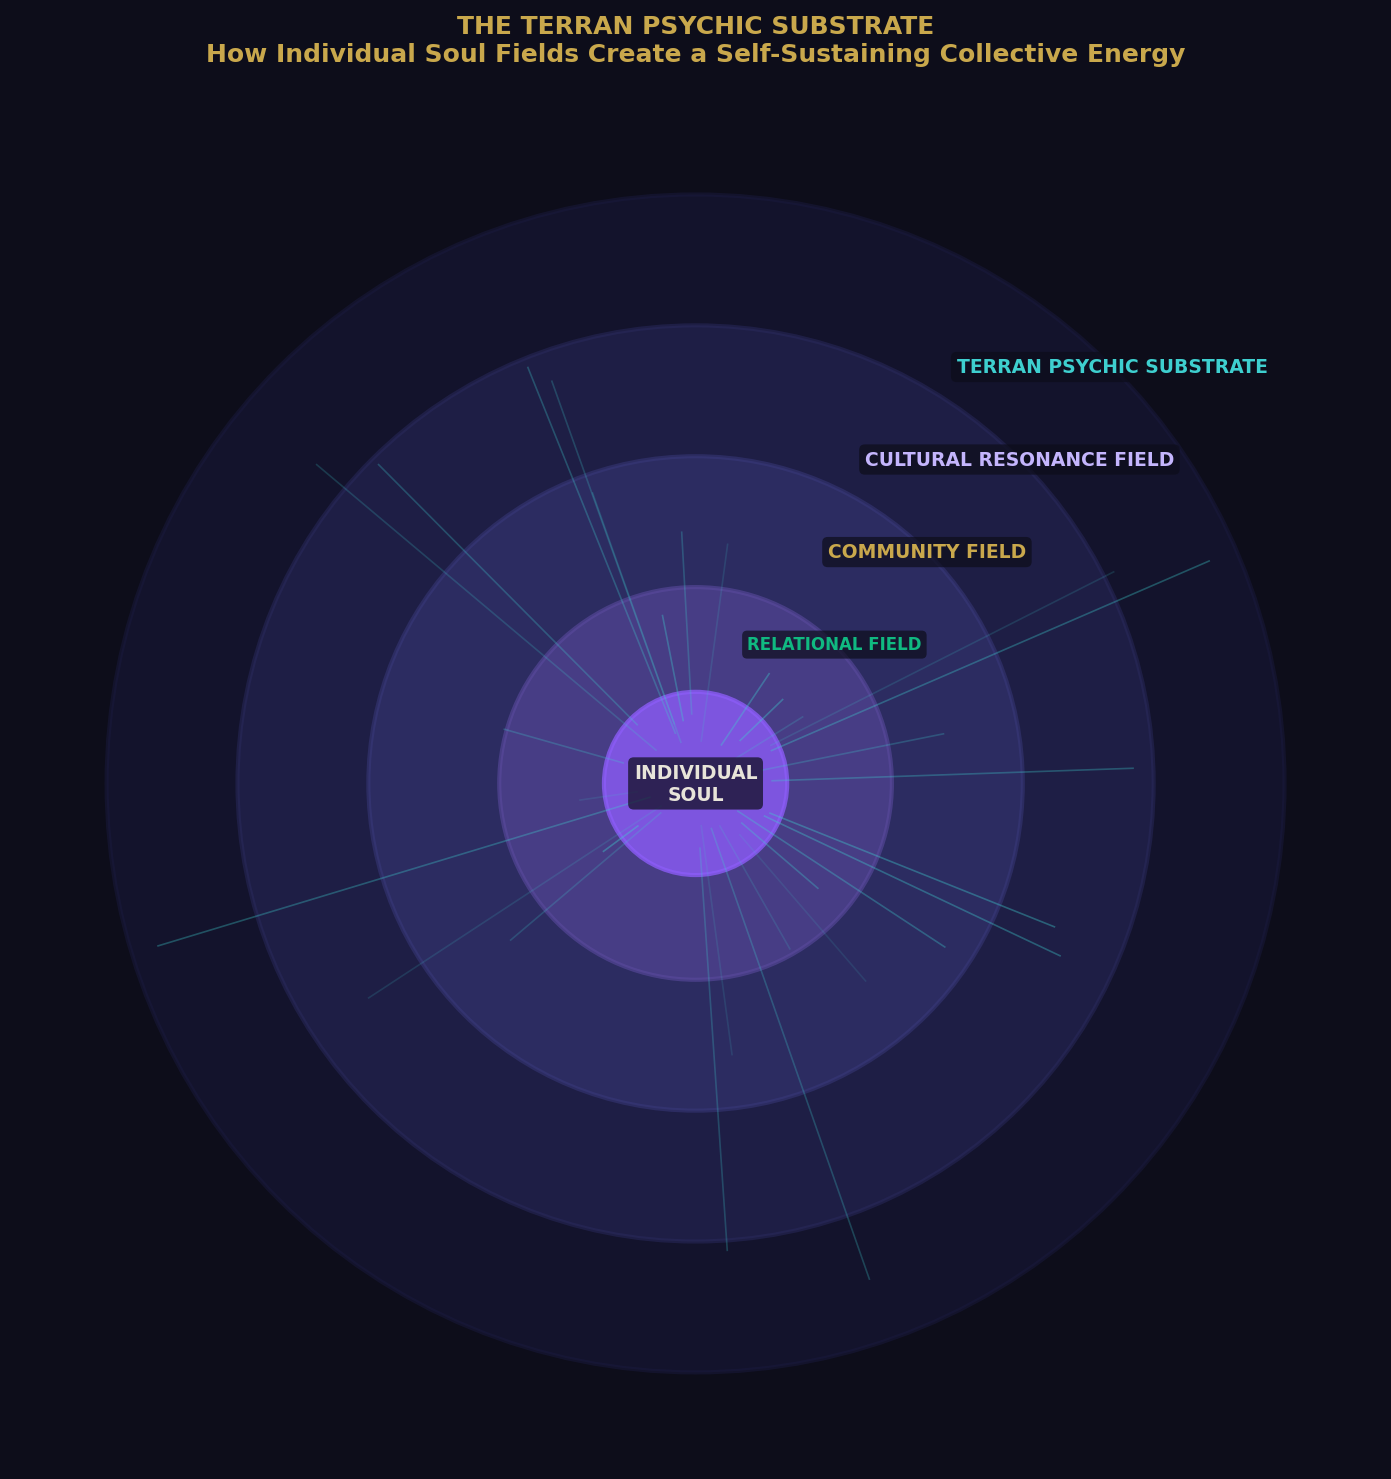 THE TERRAN PSYCHIC SUBSTRATE
How Individual Soul Fields Create a Self-Sustaining Collective Energy
TERRAN PSYCHIC SUBSTRATE
CULTURAL RESONANCE FIELD
COMMUNITY FIELD
RELATIONAL FIELD
INDIVIDUAL
SOUL